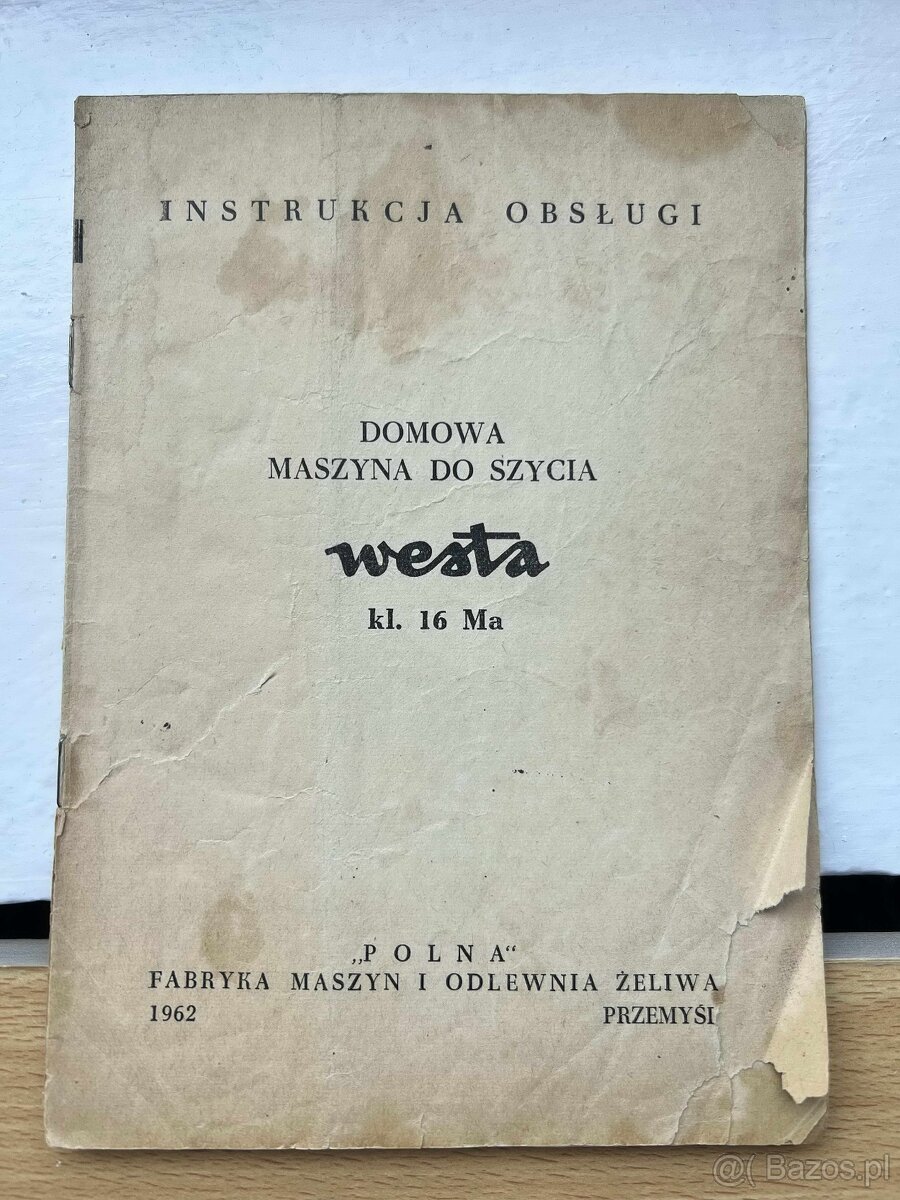 INSTRUKCJA OBSŁUGI
DOMOWA
MASZYNA DO SZYCIA
westa
kl. 16 Ma
„POLNA“
FABRYKA MASZYN I ODLEWNIA ŻELIWA
1962 PRZEMYŚl
@( Bazos.pl